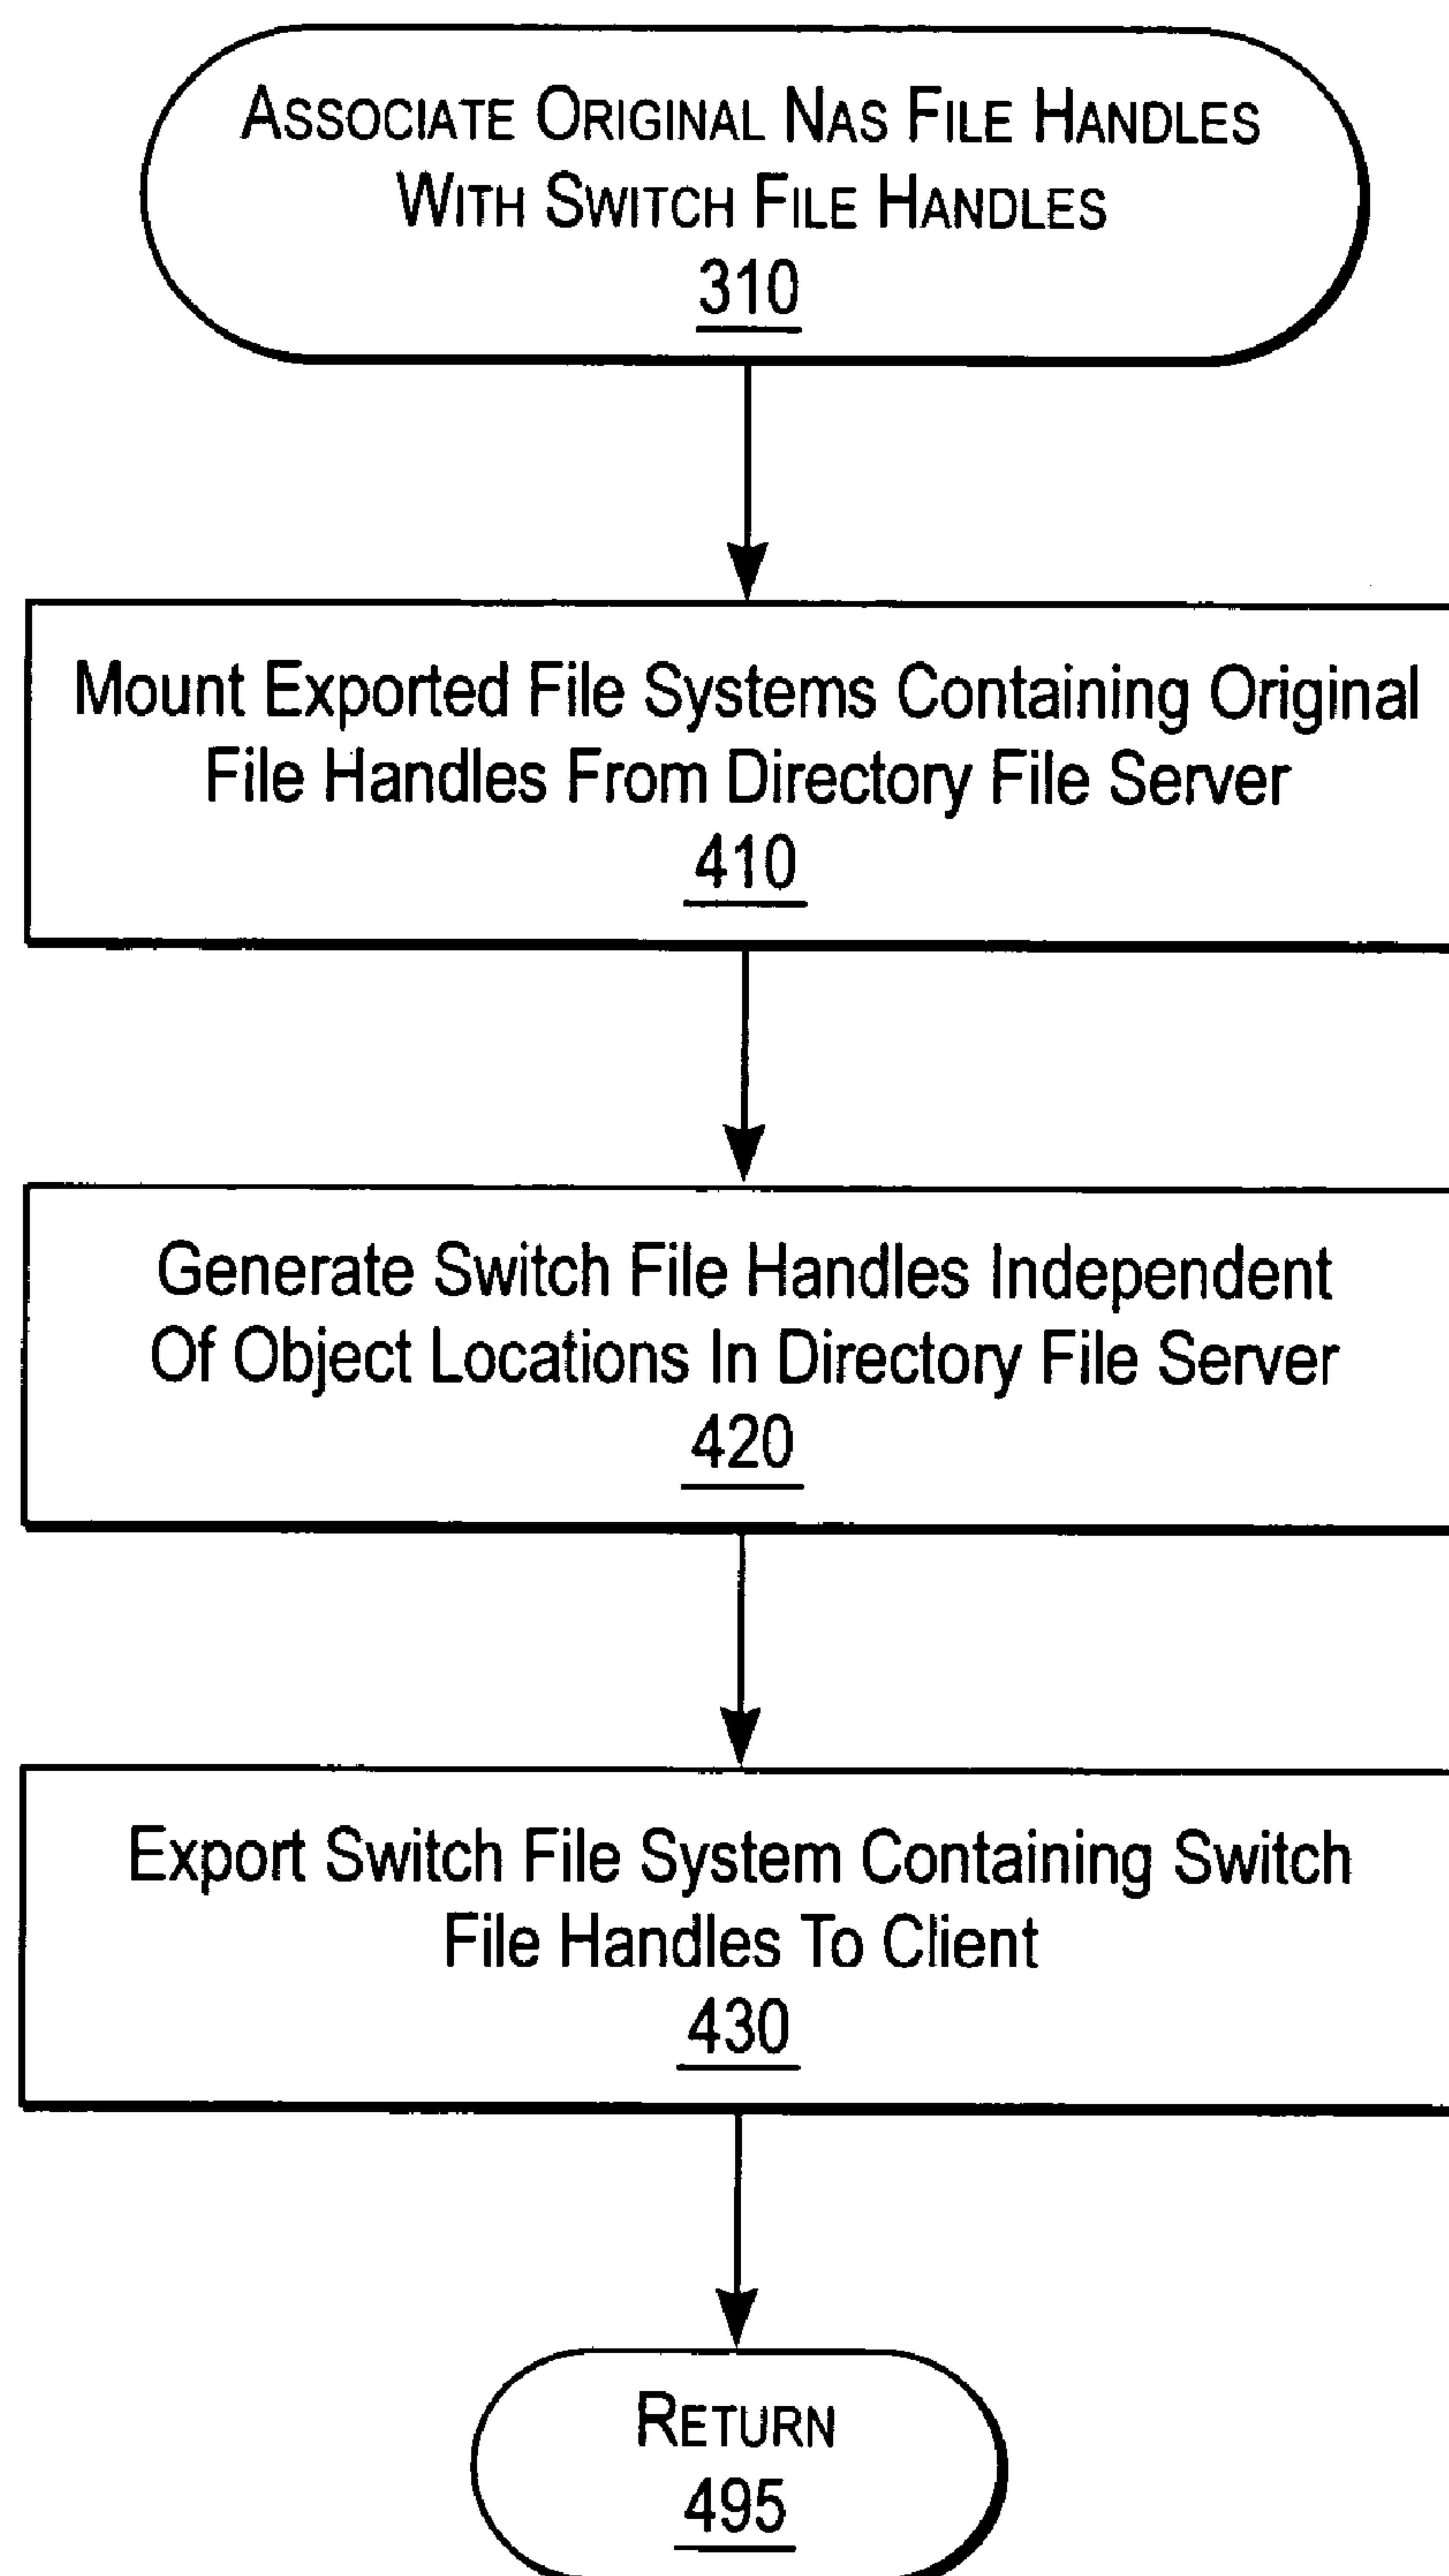 ASSOCIATE ORIGINAL NAS FILE HANDLES
WITH SWITCH FILE HANDLES
310
Mount Exported File Systems Containing Original
File Handles From Directory File Server
410
Generate Switch File Handles Independent
Of Object Locations In Directory File Server
420
Export Switch File System Containing Switch
File Handles To Client
430
RETURN
495